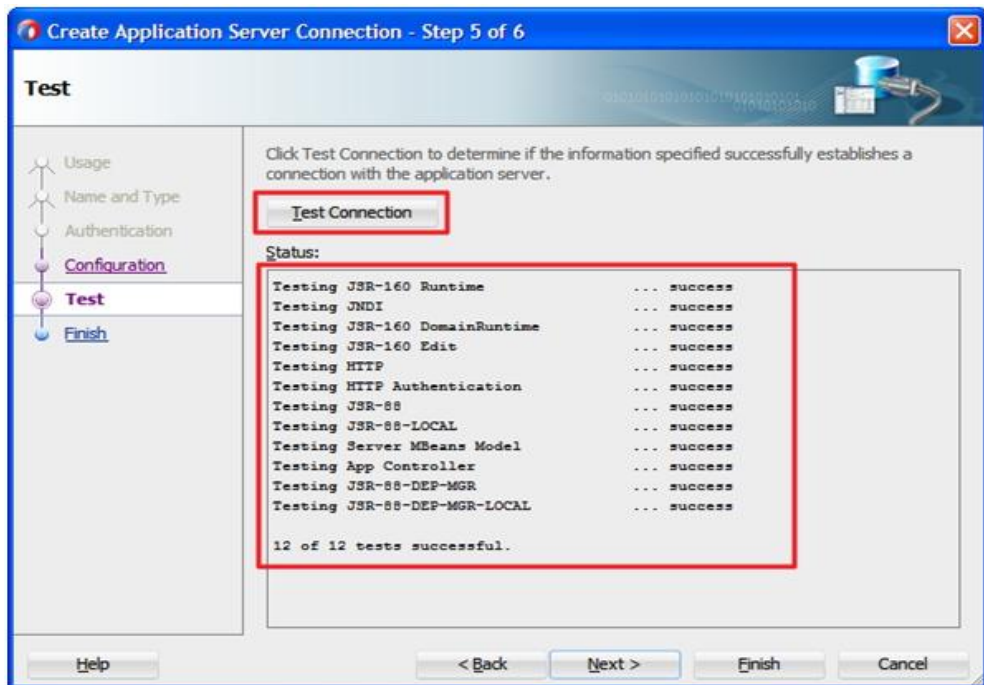 Create Application Server Connection - Step 5 of 6
Test
Usage
Name and Type
Authentication
Configuration
Test
Finish
Click Test Connection to determine if the information specified successfully establishes a
connection with the application server.
Test Connection
Status:
Testing JSR-160 Runtime ... success
Testing JNDI ... success
Testing JSR-160 DomainRuntime ... success
Testing JSR-160 Edit ... success
Testing HTTP ... success
Testing HTTP Authentication ... success
Testing JSR-88 ... success
Testing JSR-88-LOCAL ... success
Testing Server MBeans Model ... success
Testing App Controller ... success
Testing JSR-88-DEP-MGR ... success
Testing JSR-88-DEP-MGR-LOCAL ... success
12 of 12 tests successful.
Help
< Back
Next >
Finish
Cancel